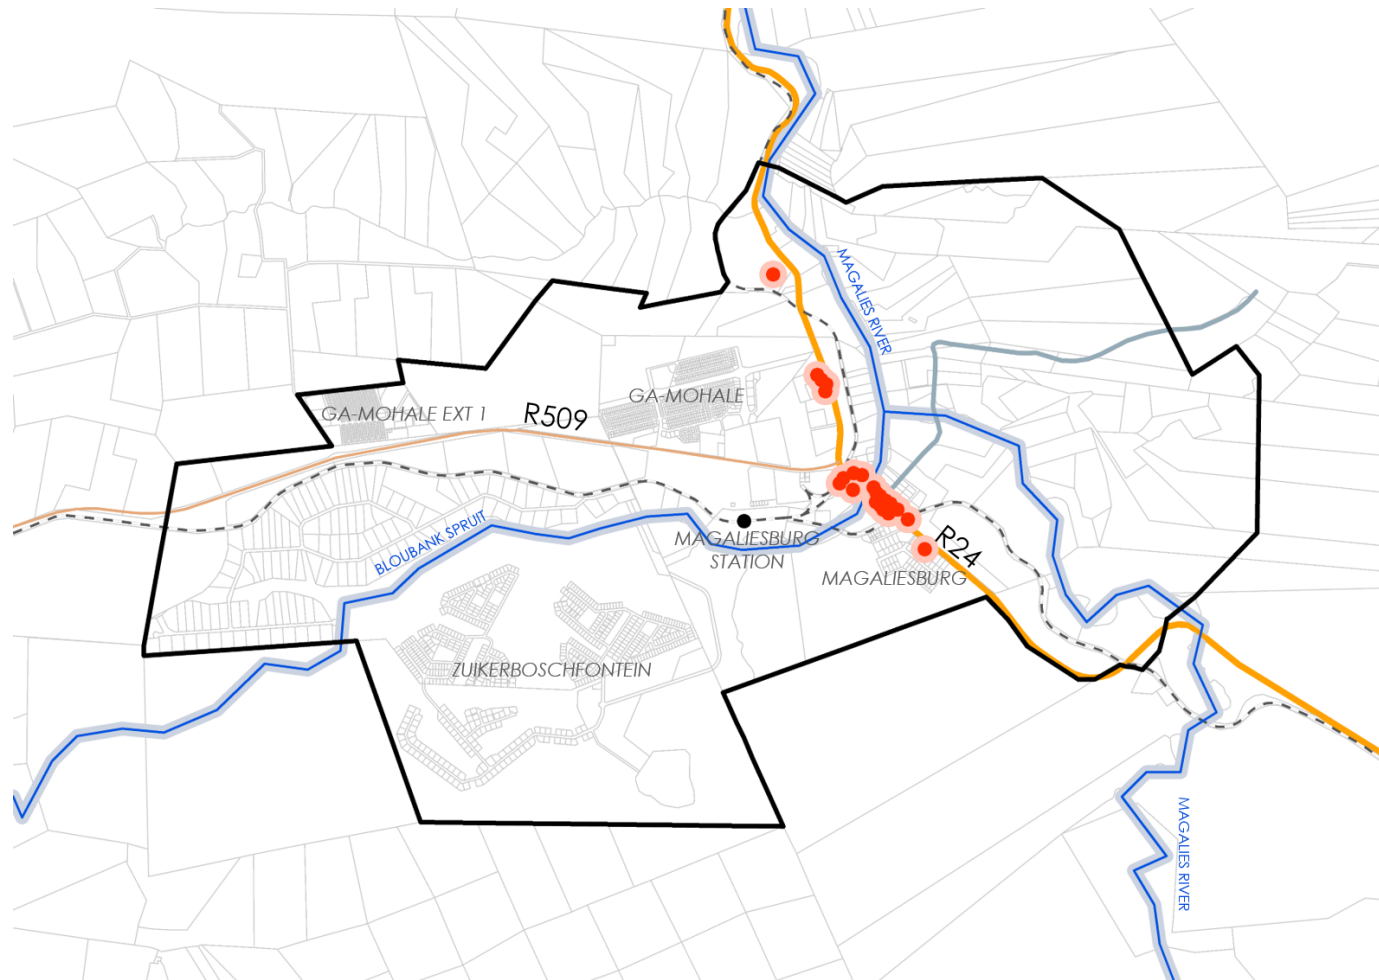 MAGALIES RIVER
GA-MOHALE
GA-MOHALE EXT 1
R509
BLOUBANK SPRUIT
MAGALIESBURG
STATION
R24
MAGALIESBURG
ZUIKERBOSCHFONTEIN
MAGALIES RIVER